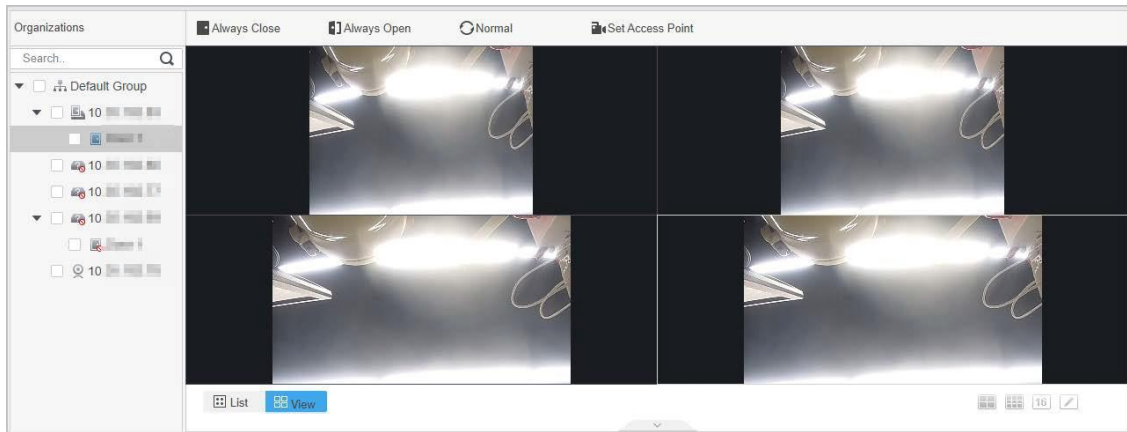 Organizations
Always Close
Always Open
Normal
Set Access Point
Search..
Default Group
10
10
10
10
10
List
View
16